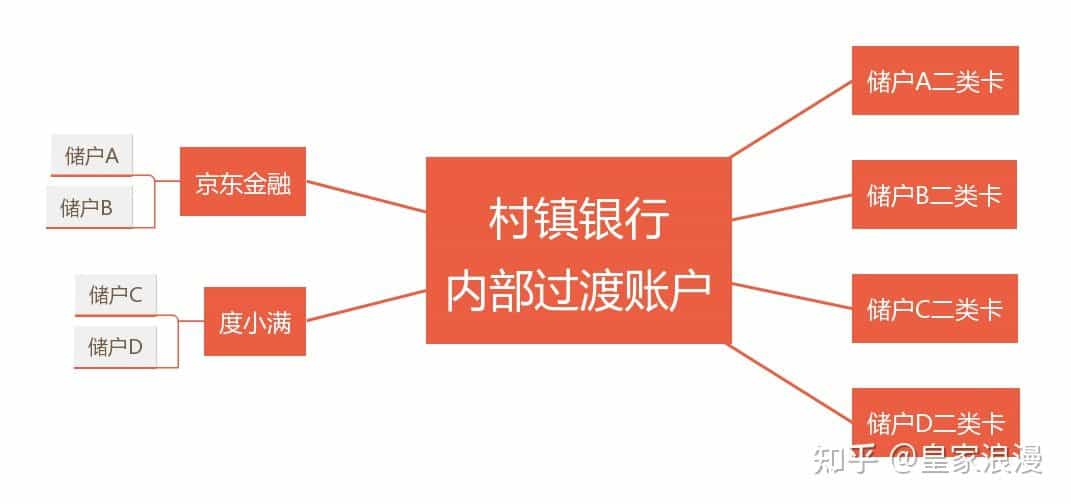 储户A
储户B
京东金融
储户C
储户D
度小满
村镇银行
内部过渡账户
储户A二类卡
储户B二类卡
储户C二类卡
储户D二类卡
知乎 @皇家浪漫